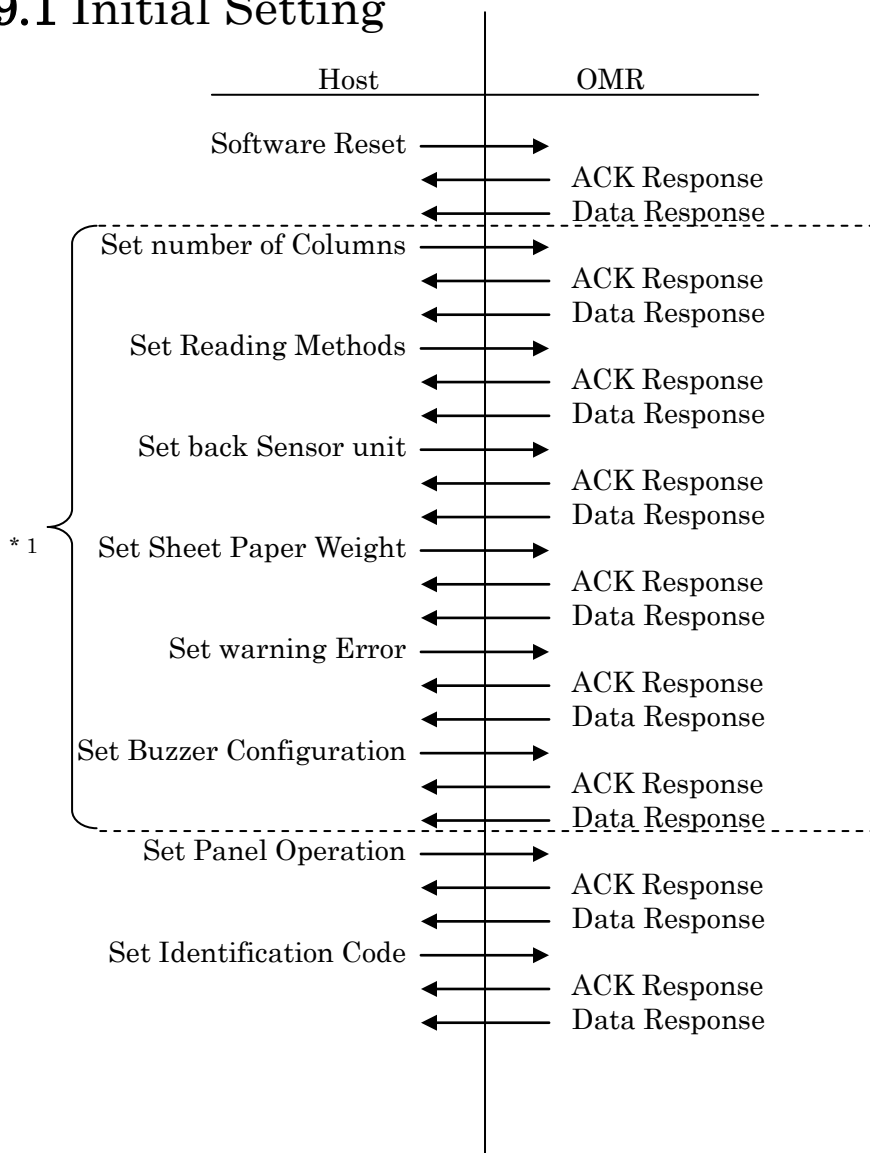 9.1 Initial Setting
Host OMR
Software Reset
ACK Response
Data Response
Set number of Columns
ACK Response
Data Response
Set Reading Methods
ACK Response
Data Response
Set back Sensor unit
ACK Response
Data Response
* 1 Set Sheet Paper Weight
ACK Response
Data Response
Set warning Error
ACK Response
Data Response
Set Buzzer Configuration
ACK Response
Data Response
Set Panel Operation
ACK Response
Data Response
Set Identification Code
ACK Response
Data Response